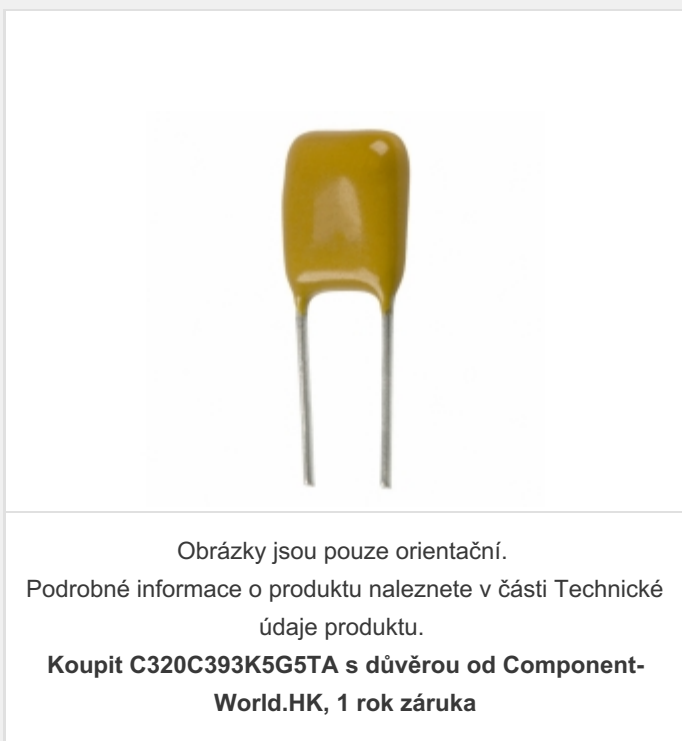 Obrázky jsou pouze orientační.
Podrobné informace o produktu naleznete v části Technické
údaje produktu.
Koupit C320C393K5G5TA s důvěrou od Component-
World.HK, 1 rok záruka